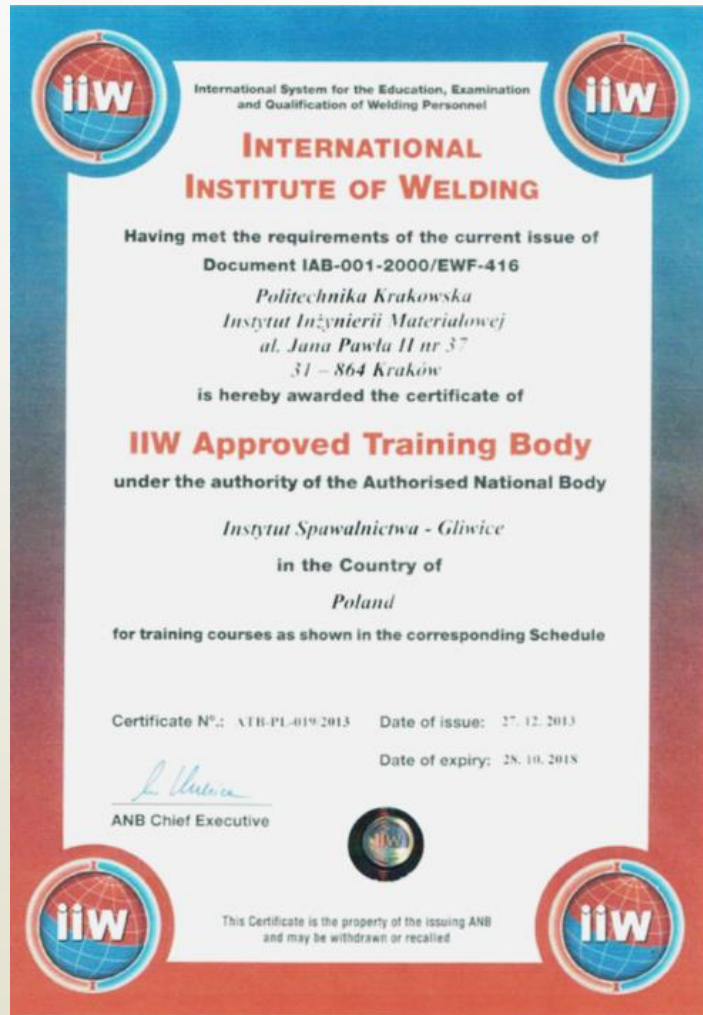 iiw
iiw
International System for the Education, Examination
and Qualification of Welding Personnel
INTERNATIONAL
INSTITUTE OF WELDING
Having met the requirements of the current issue of
Document IAB-001-2000/EWF-416
Politechnika Krakowska
Instytut Inżynierii Materiałowej
al. Jana Pawła II nr 37
31 – 864 Kraków
is hereby awarded the certificate of
IIW Approved Training Body
under the authority of the Authorised National Body
Instytut Spawalnictwa - Gliwice
in the Country of
Poland
for training courses as shown in the corresponding Schedule
Certificate Nº.: ATB-PL-019/2013 Date of issue: 27. 12. 2013
Date of expiry: 28. 10. 2018
ANB Chief Executive
iiw
iiw
This Certificate is the property of the issuing ANB
and may be withdrawn or recalled
iiw